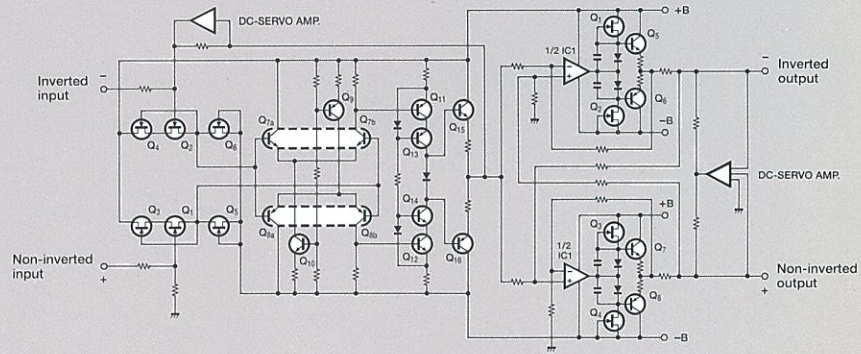 DC-SERVO AMP.
Inverted
input
−
Q4
Q2
Q6
Q3
Q1
Q5
Non-inverted
input
+
Q7a
Q9
Q7b
Q8a
Q10
Q8b
Q11
Q13
Q15
Q14
Q12
Q16
Q1
+B
1/2 IC1
−
+
Q5
Q6
Q2
−B
−
Inverted
output
DC-SERVO AMP.
+B
Q3
1/2
IC1
−
+
Q7
Q8
Q4
−B
Non-inverted
output
+